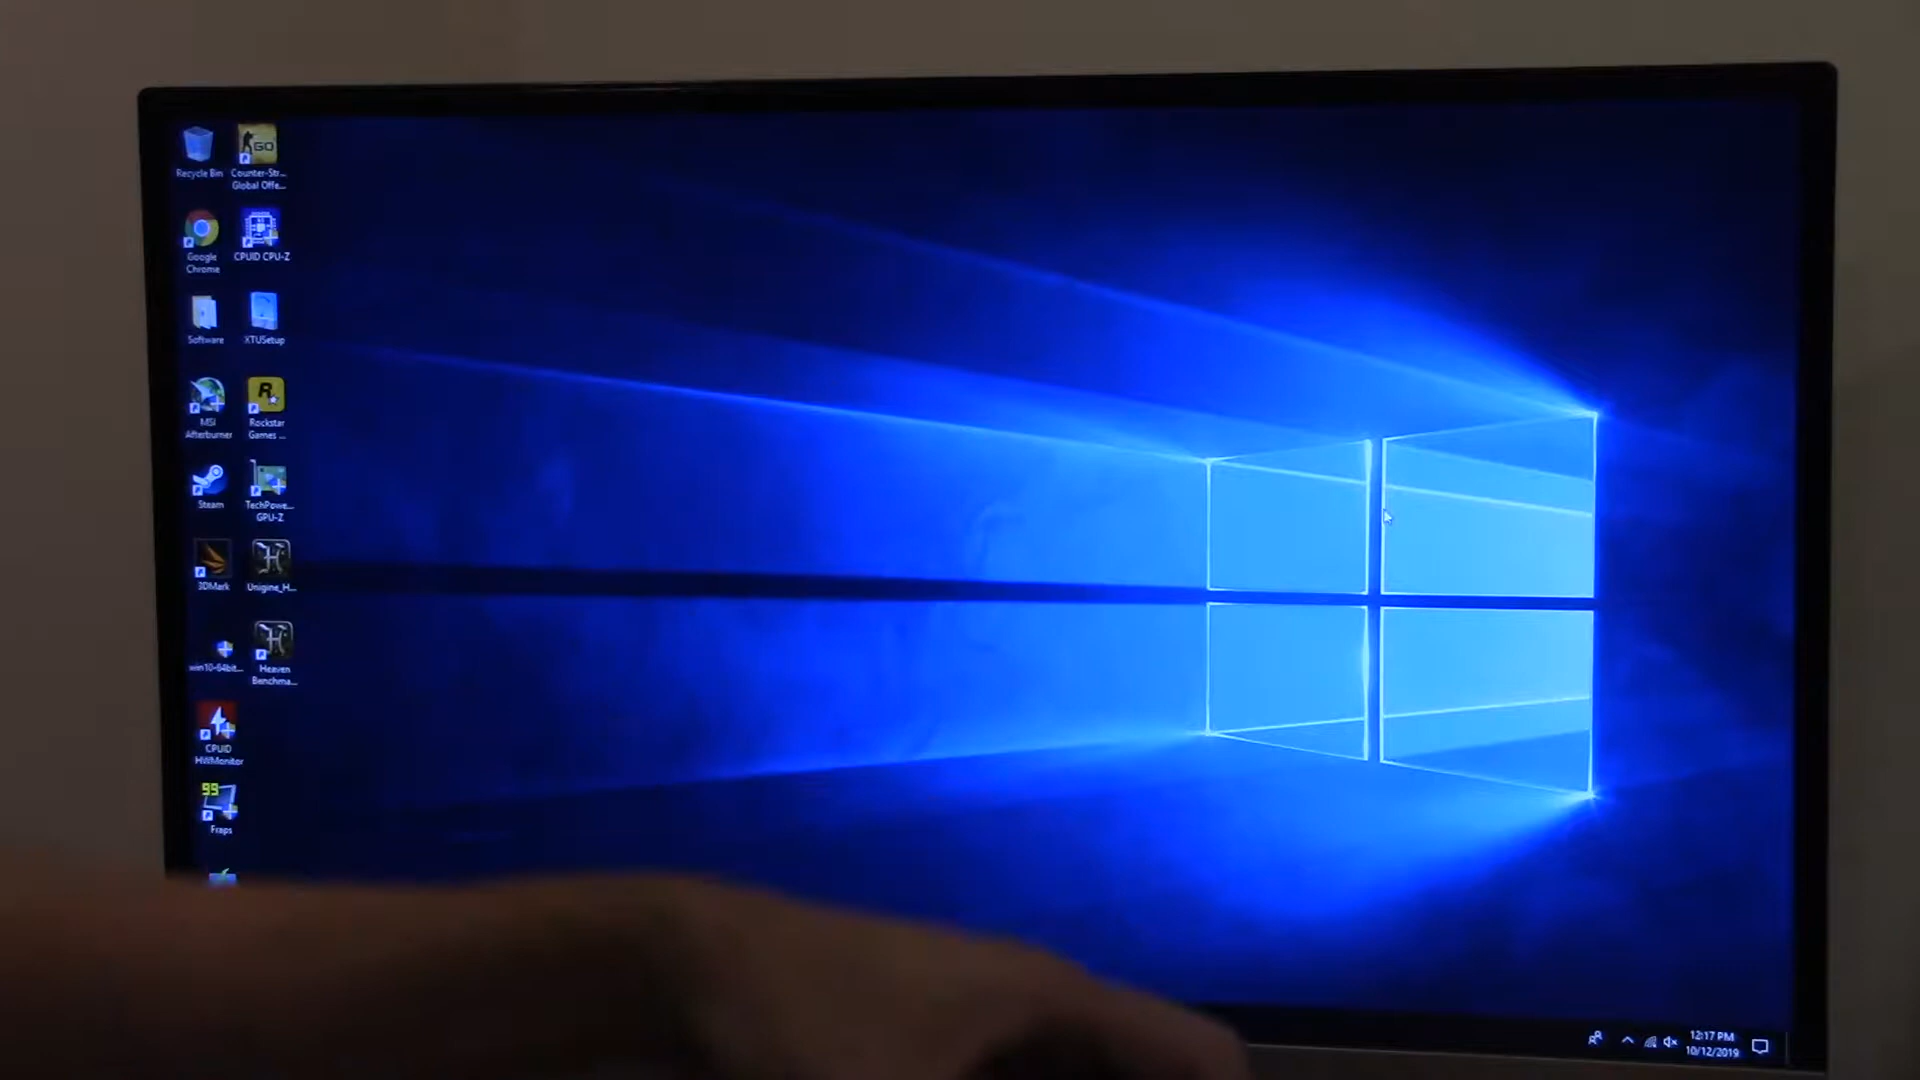 Recycle Bin
GO
Counter-Str...
Global Offe...
Google
Chrome
CPUID CPU-Z
Software
XTUSetup
MSI
Afterburner
R
Rockstar
Games ...
Steam
TechPowe...
GPU-Z
3DMark
Unigine_H...
win10-64bit...
Heaven
Benchma...
CPUID
HWMonitor
99
Fraps
12:17 PM
10/12/2019